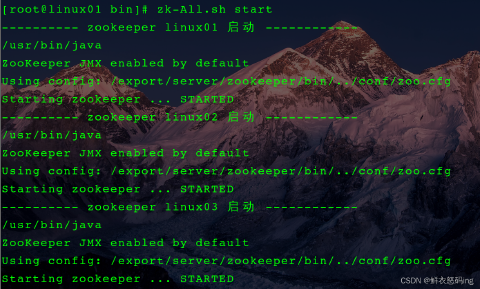 [root@linux01 bin]# zk-All.sh start
---------- zookeeper linux01 启动 ------------
/usr/bin/java
ZooKeeper JMX enabled by default
Using config: /export/server/zookeeper/bin/../conf/zoo.cfg
Starting zookeeper ... STARTED
---------- zookeeper linux02 启动 ------------
/usr/bin/java
ZooKeeper JMX enabled by default
Using config: /export/server/zookeeper/bin/../conf/zoo.cfg
Starting zookeeper ... STARTED
---------- zookeeper linux03 启动 ------------
/usr/bin/java
ZooKeeper JMX enabled by default
Using config: /export/server/zookeeper/bin/../conf/zoo.cfg
Starting zookeeper ... STARTED
CSDN @鲜衣怒码ing